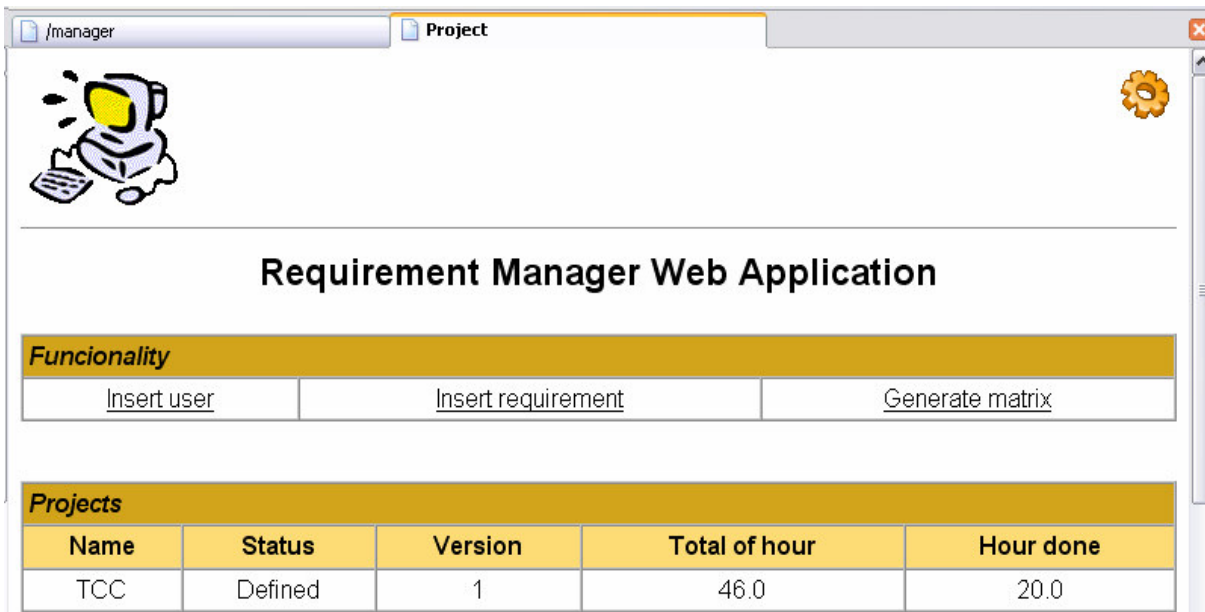 /manager Project
Requirement Manager Web Application
Funcionality
Insert user Insert requirement Generate matrix
Projects
Name Status Version Total of hour Hour done
TCC Defined 1 46.0 20.0